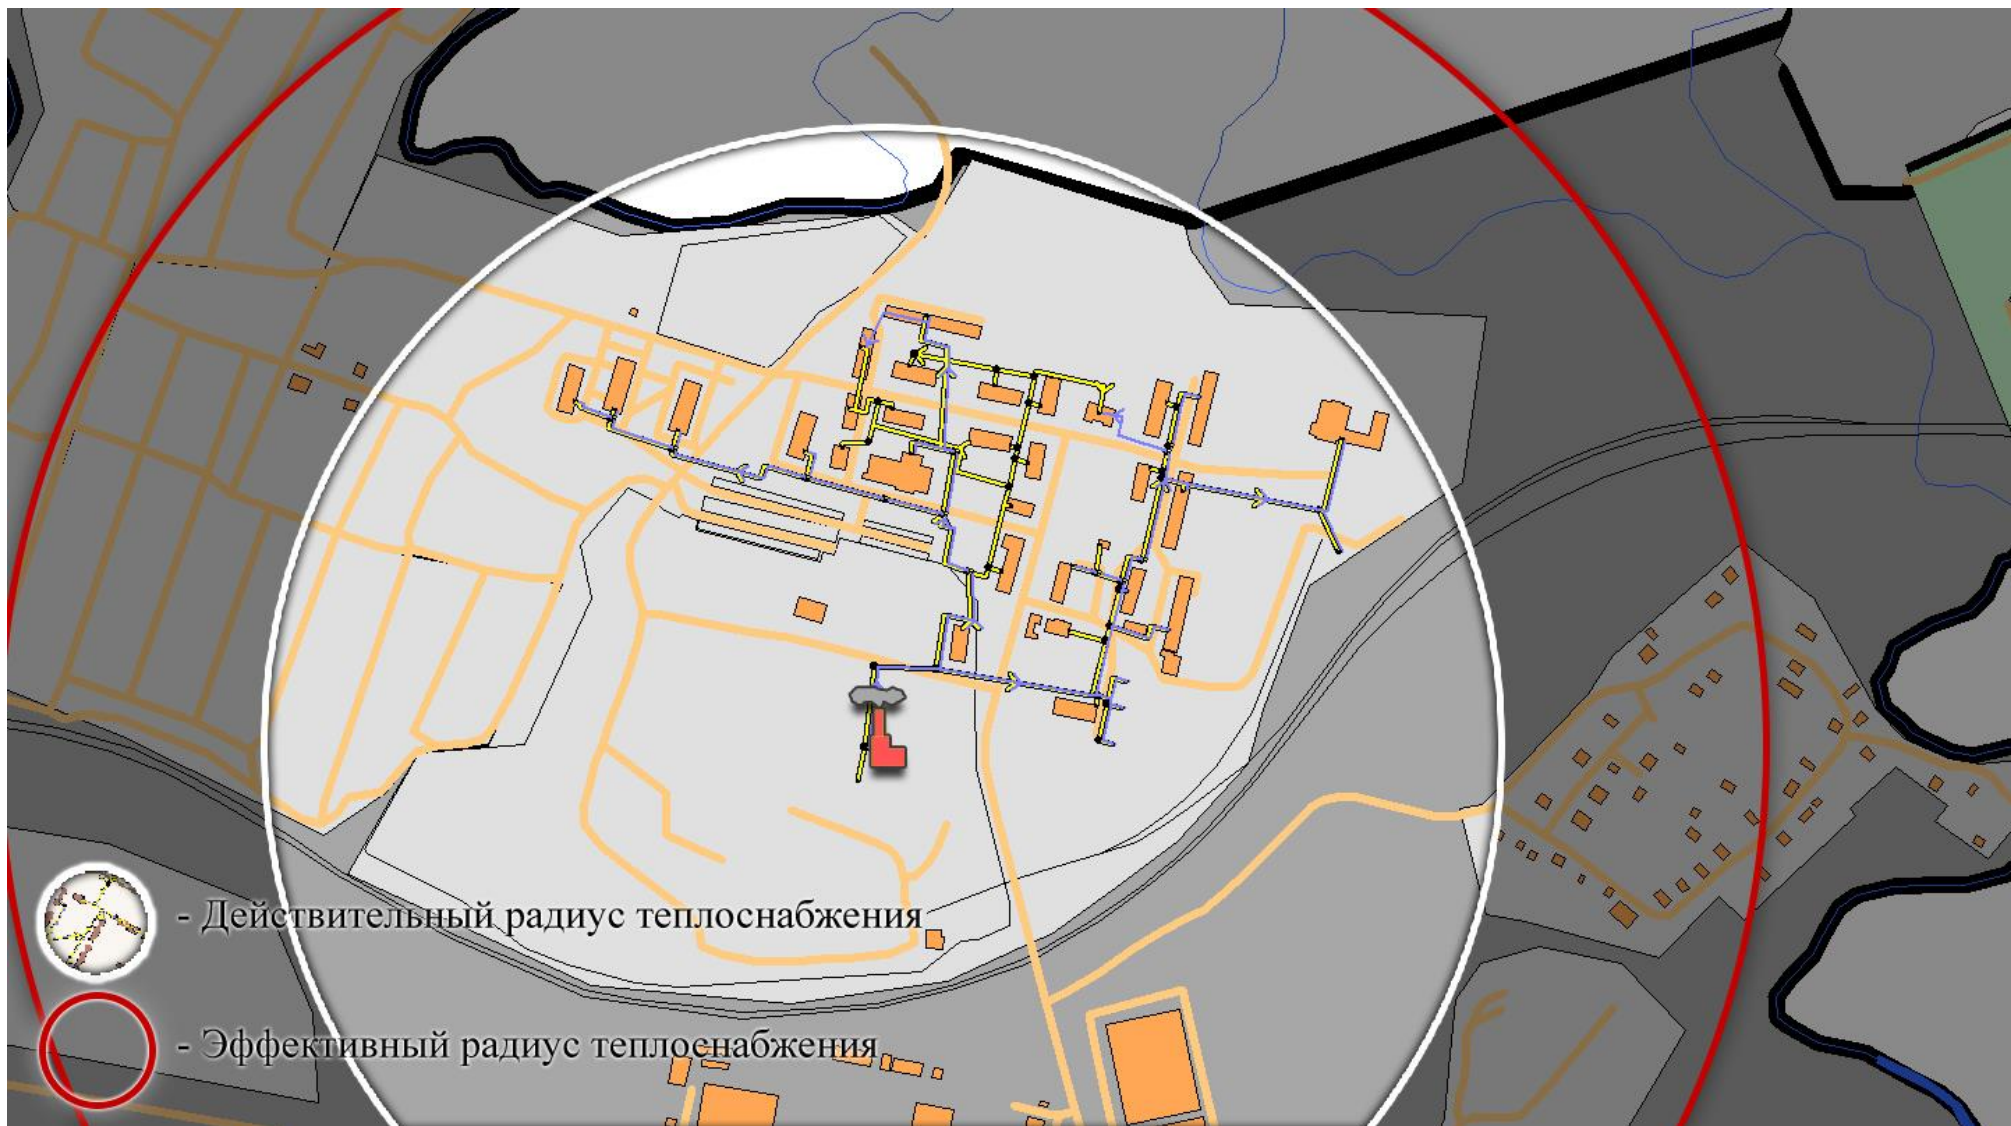 - Действительный радиус теплоснабжения
- Эффективный радиус теплоснабжения